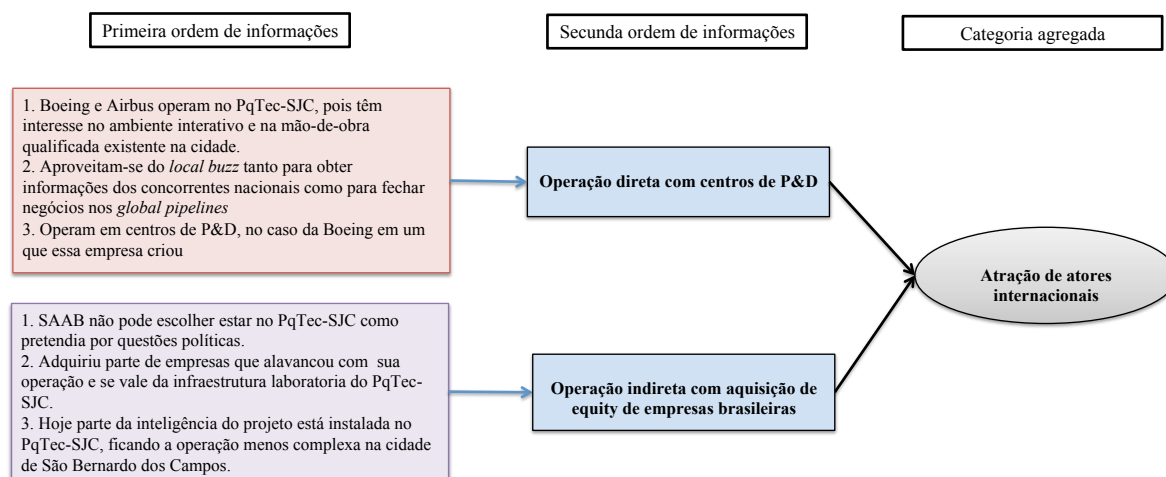 Primeira ordem de informações
Secunda ordem de informações
Categoria agregada
1. Boeing e Airbus operam no PqTec-SJC, pois têm
interesse no ambiente interativo e na mão-de-obra
qualificada existente na cidade.
2. Aproveitam-se do local buzz tanto para obter
informações dos concorrentes nacionais como para fechar
negócios nos global pipelines
3. Operam em centros de P&D, no caso da Boeing em um
que essa empresa criou
Operação direta com centros de P&D
Atração de atores
internacionais
1. SAAB não pode escolher estar no PqTec-SJC como
pretendia por questões políticas.
2. Adquiriu parte de empresas que alavancou com sua
operação e se vale da infraestrutura laboratoria do PqTec-
SJC.
3. Hoje parte da inteligência do projeto está instalada no
PqTec-SJC, ficando a operação menos complexa na cidade
de São Bernardo dos Campos.
Operação indireta com aquisição de
equity de empresas brasileiras